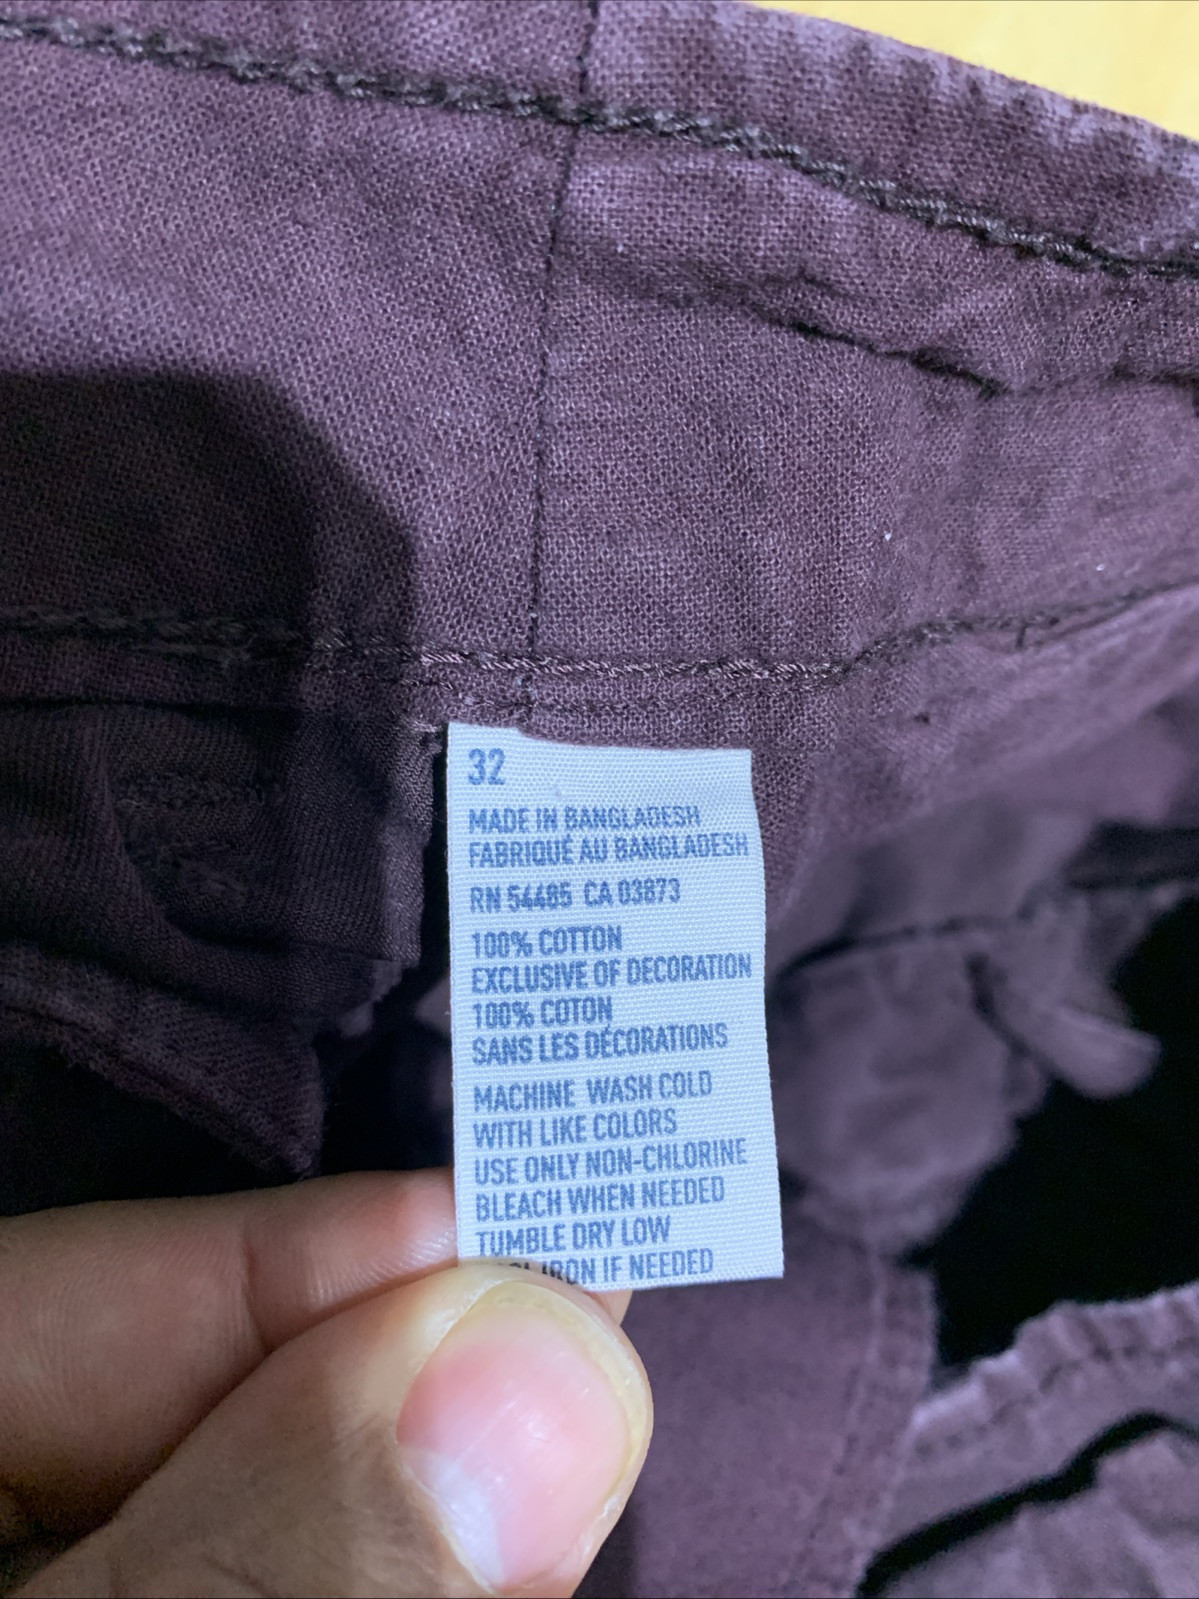 32
MADE IN BANGLADESH
FABRIQUÉ AU BANGLADESH
RN 54485 CA 03873
100% COTTON
EXCLUSIVE OF DECORATION
100% COTON
SANS LES DÉCORATIONS
MACHINE WASH COLD
WITH LIKE COLORS
USE ONLY NON-CHLORINE
BLEACH WHEN NEEDED
TUMBLE DRY LOW
IRON IF NEEDED